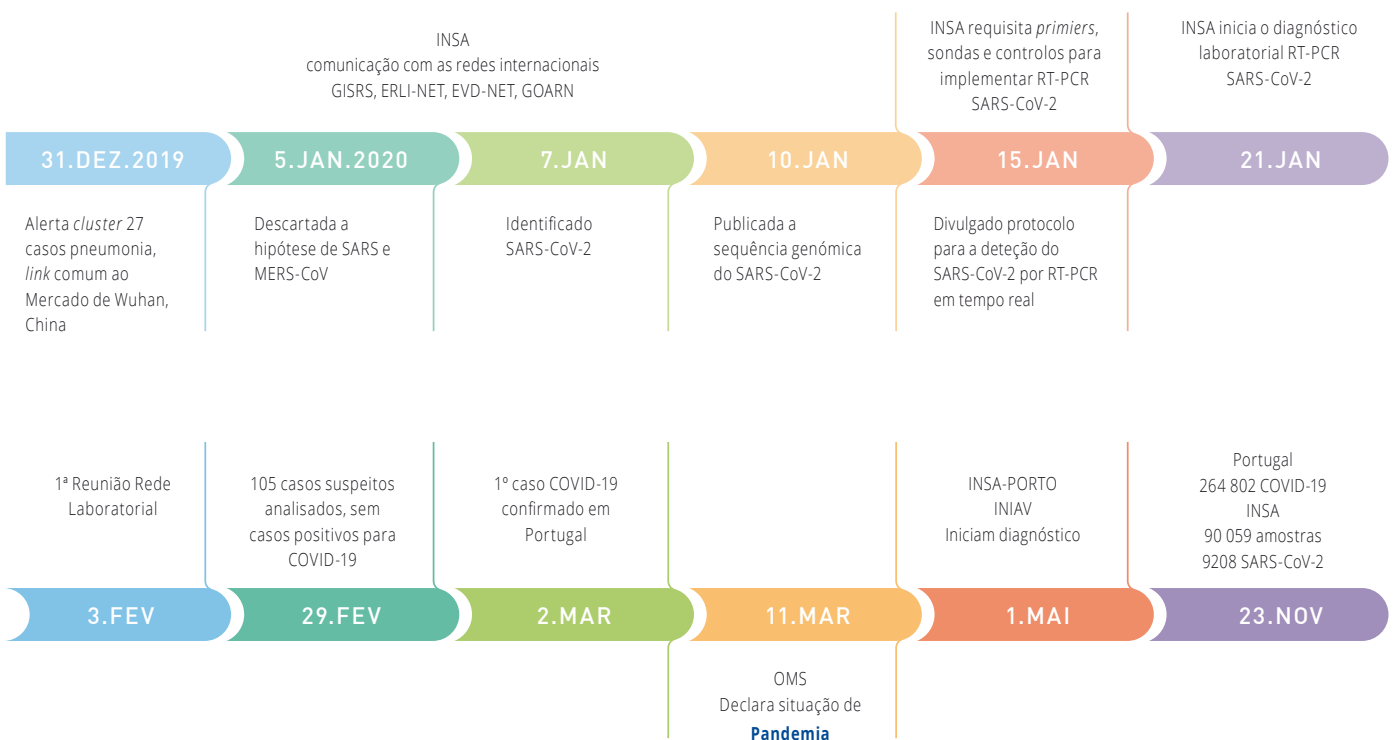 INSA
comunicação com as redes internacionais
GISRS, ERLI-NET, EVD-NET, GOARN
INSA requisita primiers,
sondas e controlos para
implementar RT-PCR
SARS-CoV-2
INSA inicia o diagnóstico
laboratorial RT-PCR
SARS-CoV-2
31.DEZ.2019
5.JAN.2020
7.JAN
10.JAN
15.JAN
21.JAN
Alerta cluster 27
casos pneumonia,
link comum ao
Mercado de Wuhan,
China
Descartada a
hipótese de SARS e
MERS-CoV
Identificado
SARS-CoV-2
Publicada a
sequência genómica
do SARS-CoV-2
Divulgado protocolo
para a deteção do
SARS-CoV-2 por RT-PCR
em tempo real
1ª Reunião Rede
Laboratorial
105 casos suspeitos
analisados, sem
casos positivos para
COVID-19
1º caso COVID-19
confirmado em
Portugal
INSA-PORTO
INIAV
Iniciam diagnóstico
Portugal
264 802 COVID-19
INSA
90 059 amostras
9208 SARS-CoV-2
3.FEV
29.FEV
2.MAR
11.MAR
1.MAI
23.NOV
OMS
Declara situação de
Pandemia